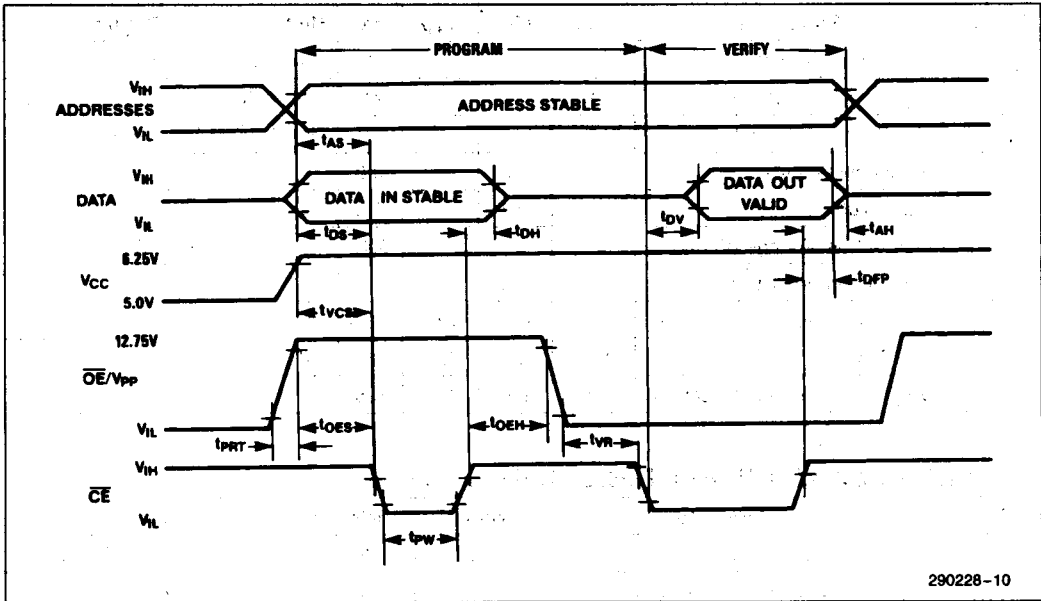 PROGRAM VERIFY
VIH
ADDRESSES ADDRESS STABLE
VIL
tAS
VIH
DATA DATA IN STABLE DATA OUT VALID
VIL
tDS tDH tDV tAH
6.25V
VCC tDFP
5.0V
tVCS
12.75V
OE/VPP
VIL
tPRT tOES tOEH tVR
VIH
CE
VIL
tPW
290228-10